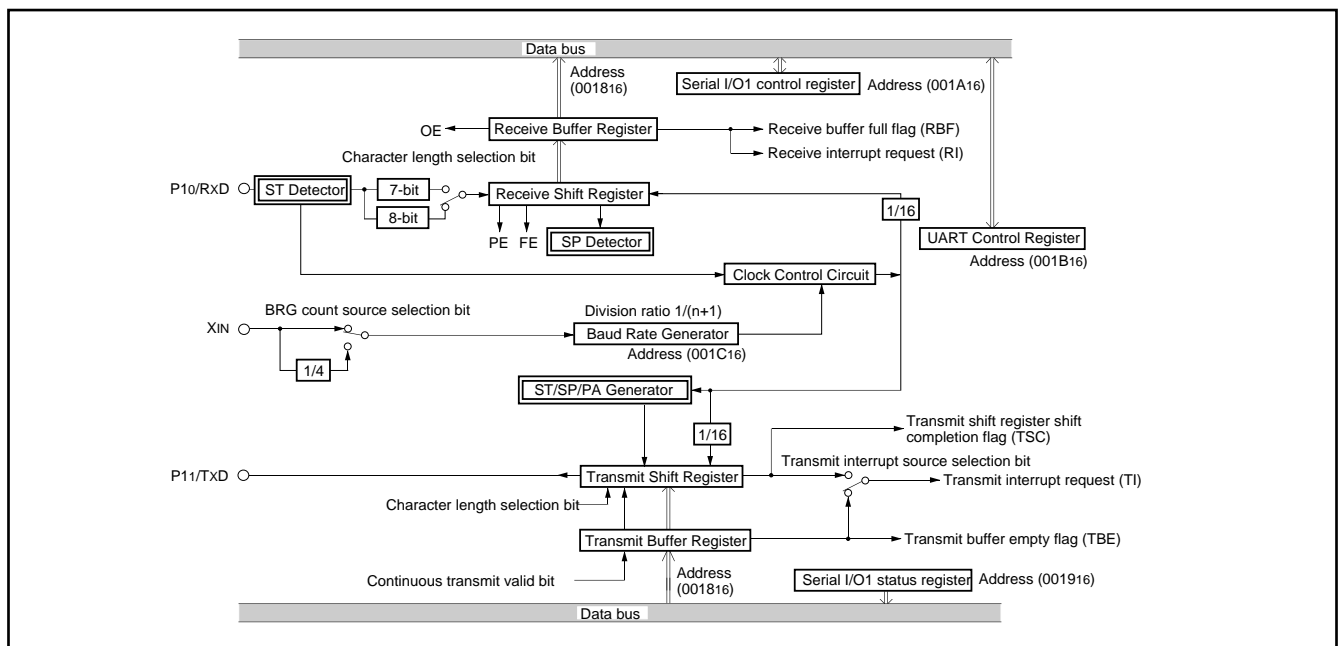 Data bus
Address
(001816)
Serial I/O1 control register
Address (001A16)
OE
Receive Buffer Register
Receive buffer full flag (RBF)
Receive interrupt request (RI)
Character length selection bit
P10/RXD
ST Detector
7-bit
8-bit
Receive Shift Register
1/16
PE
FE
SP Detector
UART Control Register
Address (001B16)
Clock Control Circuit
BRG count source selection bit
Division ratio 1/(n+1)
XIN
Baud Rate Generator
Address (001C16)
1/4
ST/SP/PA Generator
1/16
Transmit shift register shift
completion flag (TSC)
Transmit interrupt source selection bit
P11/TXD
Transmit Shift Register
Transmit interrupt request (TI)
Character length selection bit
Transmit Buffer Register
Transmit buffer empty flag (TBE)
Continuous transmit valid bit
Address
(001816)
Serial I/O1 status register
Address (001916)
Data bus